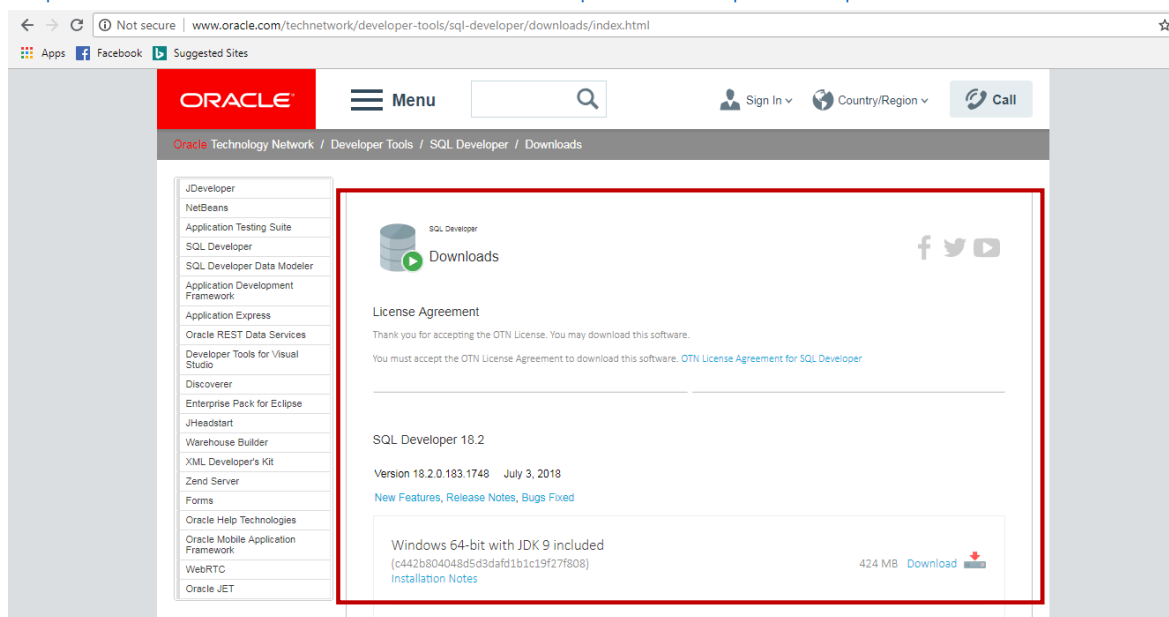 Not secure | www.oracle.com/technetwork/developer-tools/sql-developer/downloads/index.html
Apps Facebook Suggested Sites
ORACLE Menu Sign In Country/Region Call
Oracle Technology Network / Developer Tools / SQL Developer / Downloads
JDeveloper
NetBeans
Application Testing Suite
SQL Developer
SQL Developer Data Modeler
Application Development
Framework
Application Express
Oracle REST Data Services
Developer Tools for Visual
Studio
Discoverer
Enterprise Pack for Eclipse
JHeadstart
Warehouse Builder
XML Developer's Kit
Zend Server
Forms
Oracle Help Technologies
Oracle Mobile Application
Framework
WebRTC
Oracle JET
SQL Developer
Downloads
License Agreement
Thank you for accepting the OTN License. You may download this software.
You must accept the OTN License Agreement to download this software. OTN License Agreement for SQL Developer
SQL Developer 18.2
Version 18.2.0.183.1748 July 3, 2018
New Features, Release Notes, Bugs Fixed
Windows 64-bit with JDK 9 included
(c442b804048d5d3dafd1b1c19f27f808)
424 MB Download
Installation Notes